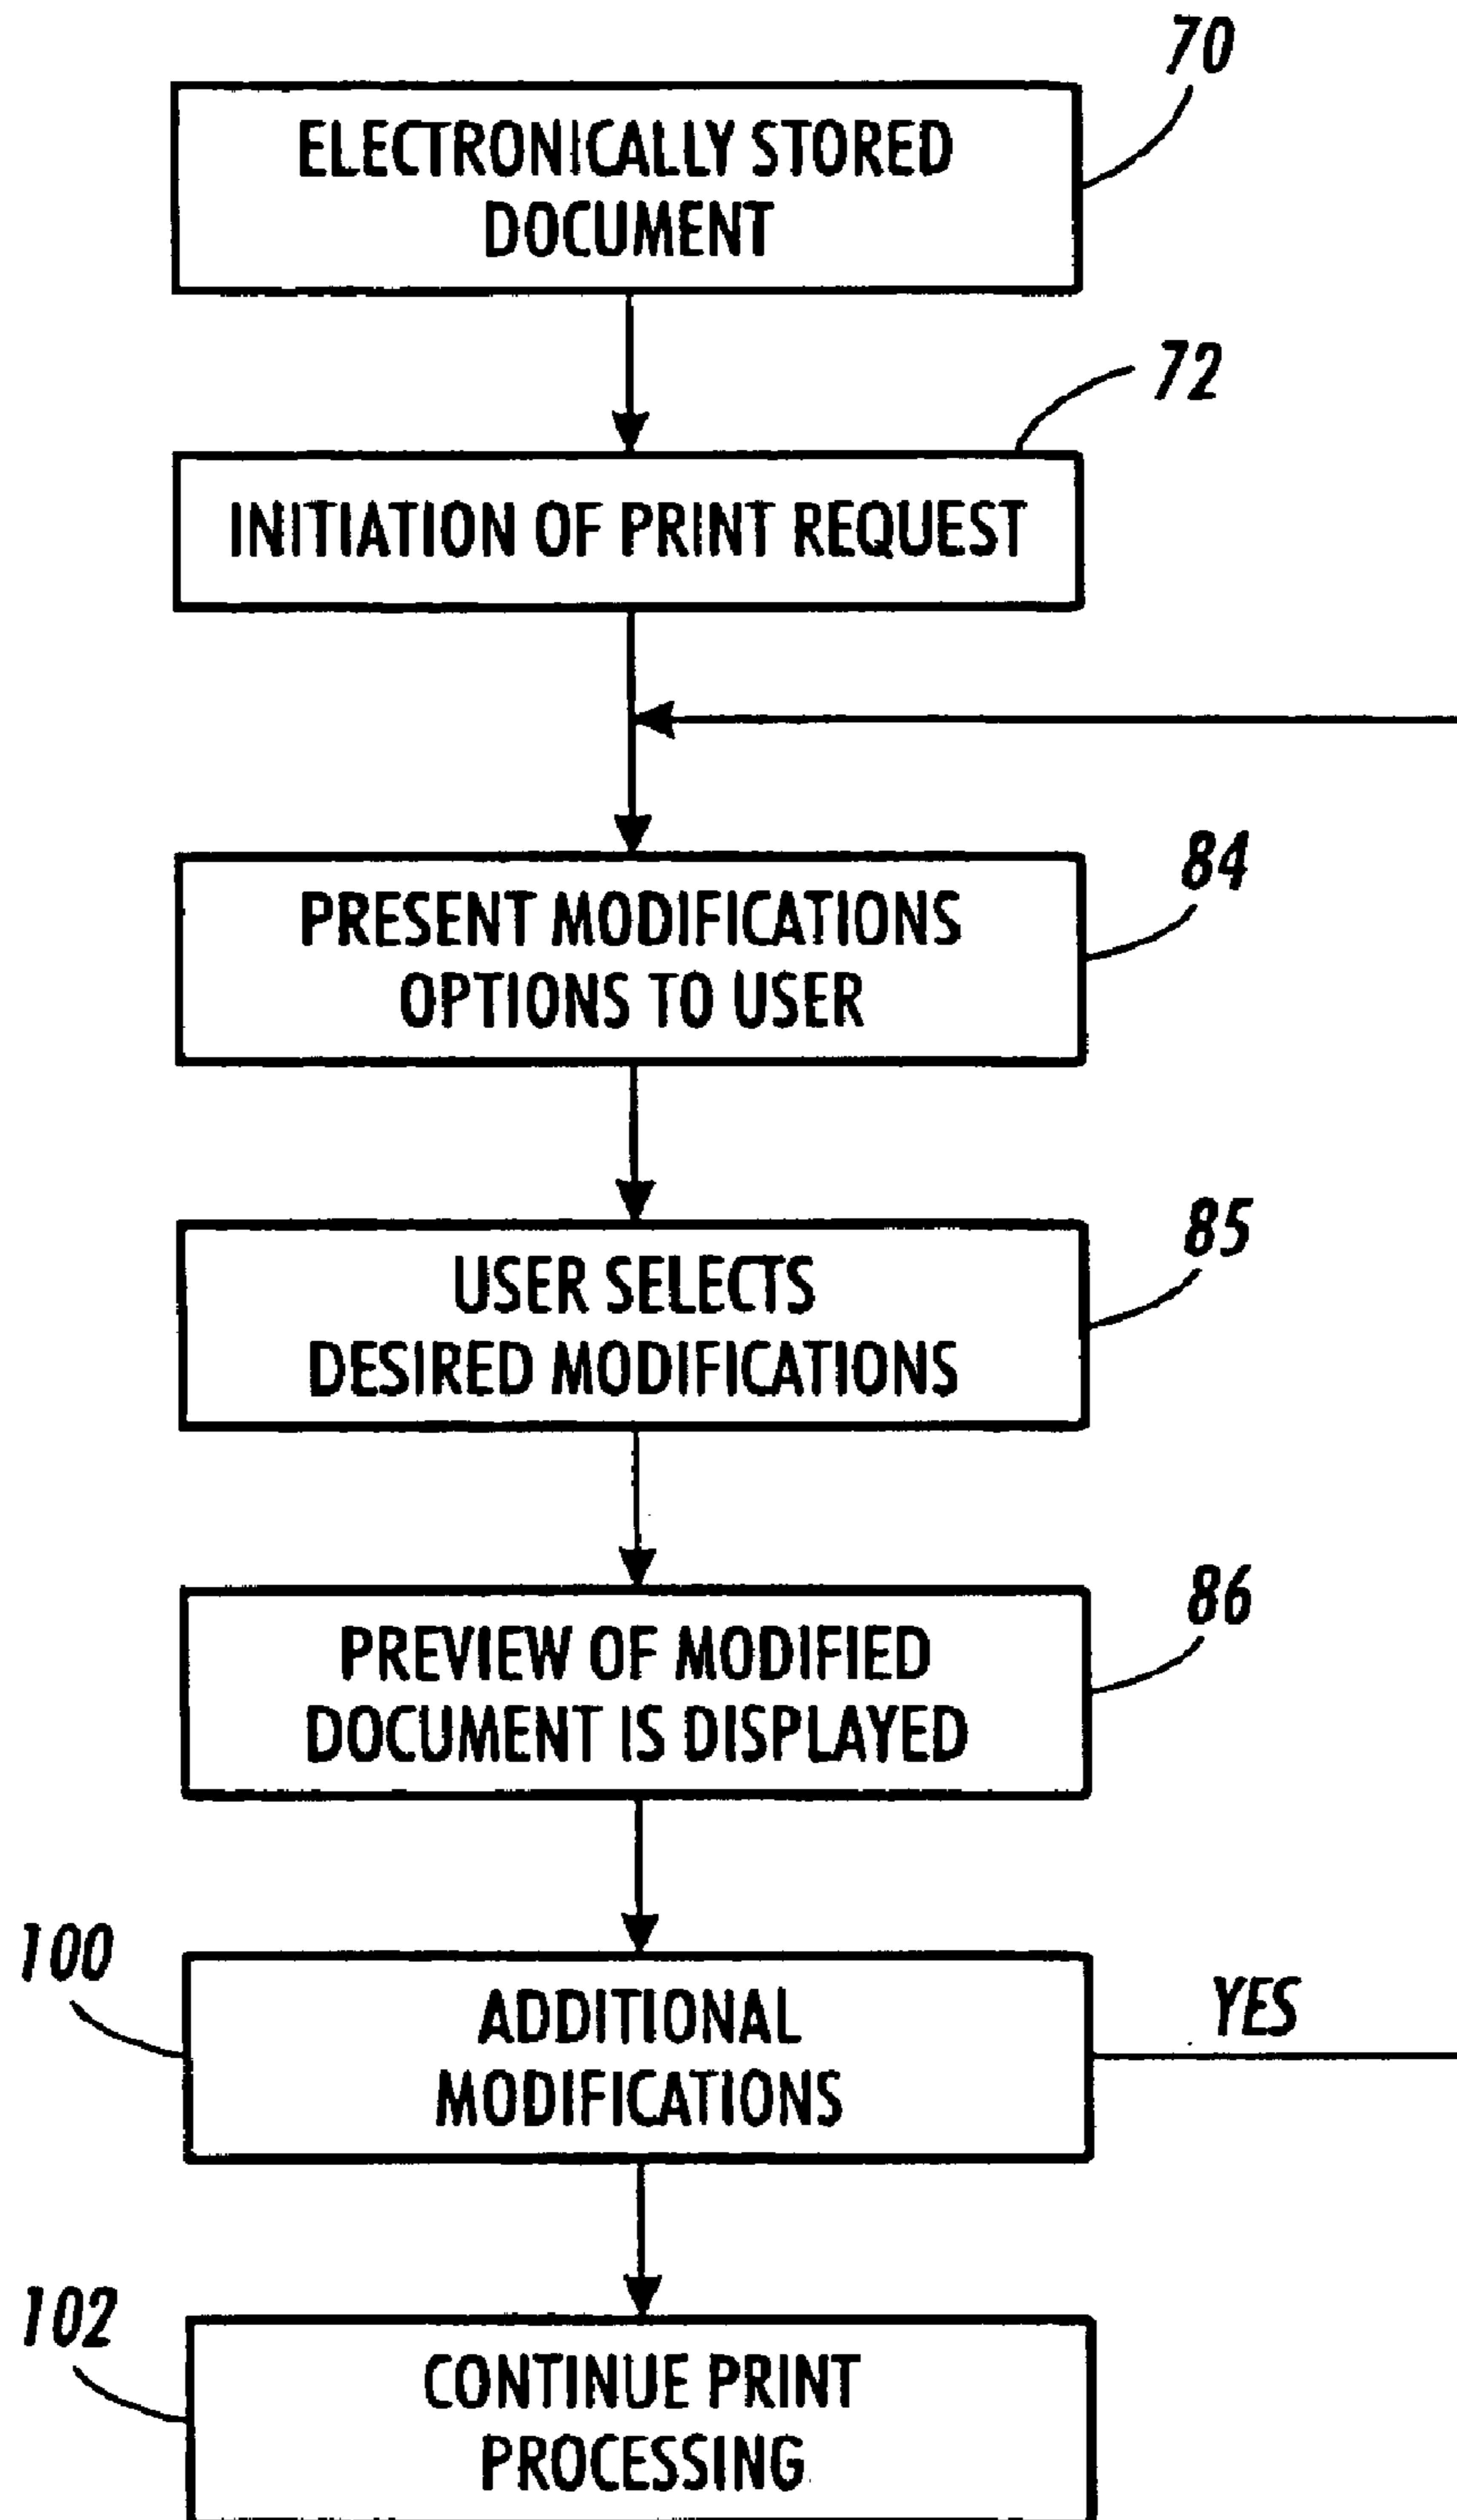 70
ELECTRONICALLY STORED
DOCUMENT
72
INITIATION OF PRINT REQUEST
84
PRESENT MODIFICATIONS
OPTIONS TO USER
85
USER SELECTS
DESIRED MODIFICATIONS
86
PREVIEW OF MODIFIED
DOCUMENT IS DISPLAYED
100
ADDITIONAL
MODIFICATIONS
YES
102
CONTINUE PRINT
PROCESSING